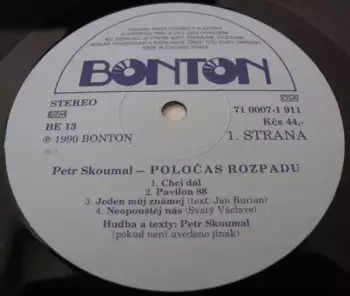 BONTON
STEREO
71 0007-1 911
BE 13
Kčs 44,-
℗ 1990 BONTON
1. STRANA
Petr Skoumal – POLOČAS ROZPADU
1. Chci dál
2. Pavilon 88
3. Jeden můj známej (text: Jan Burian)
4. Neopouštěj nás (Svatý Václave)
Hudba a texty: Petr Skoumal
(pokud není uvedeno jinak)